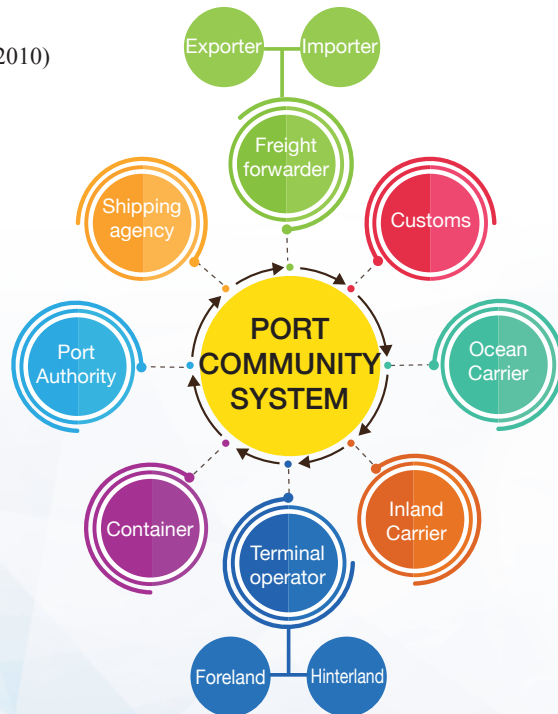 2010)
Exporter
Importer
Freight
forwarder
Shipping
agency
Customs
PORT
COMMUNITY
SYSTEM
Port
Authority
Ocean
Carrier
Container
Inland
Carrier
Terminal
operator
Foreland
Hinterland